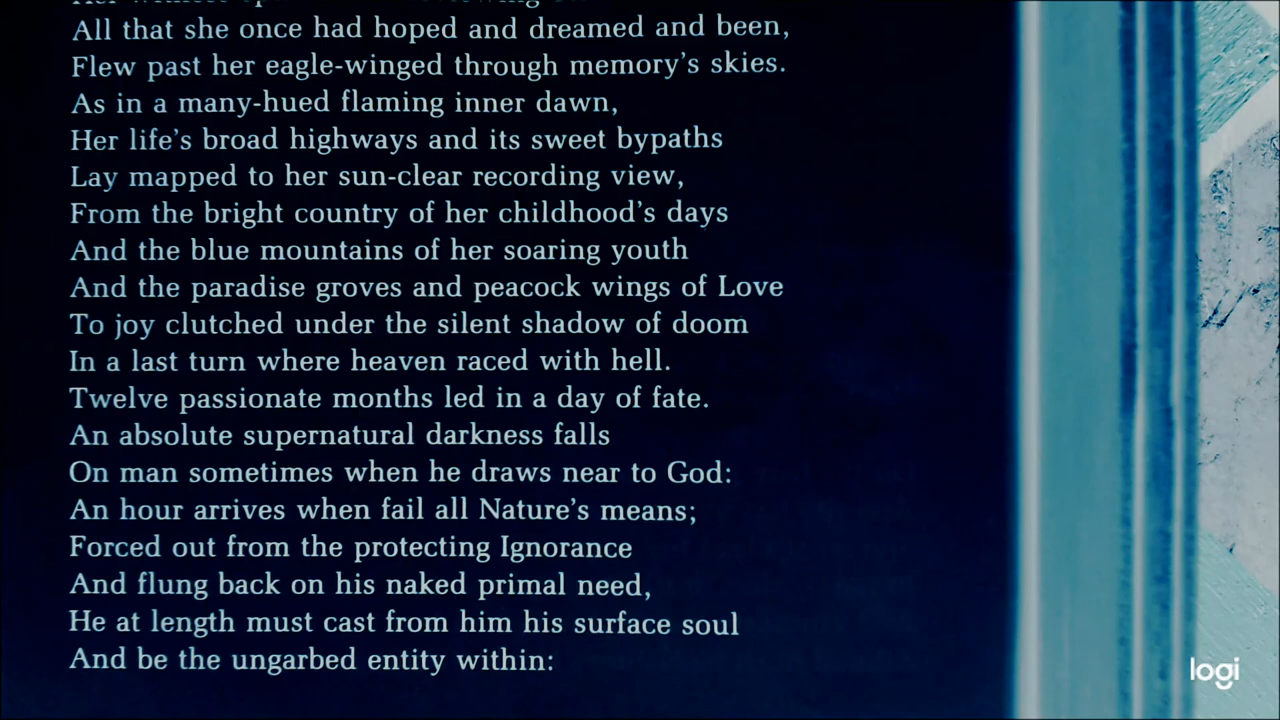 All that she once had hoped and dreamed and been,
Flew past her eagle-winged through memory's skies.
As in a many-hued flaming inner dawn,
Her life's broad highways and its sweet bypaths
Lay mapped to her sun-clear recording view,
From the bright country of her childhood's days
And the blue mountains of her soaring youth
And the paradise groves and peacock wings of Love
To joy clutched under the silent shadow of doom
In a last turn where heaven raced with hell.
Twelve passionate months led in a day of fate.
An absolute supernatural darkness falls
On man sometimes when he draws near to God:
An hour arrives when fail all Nature's means;
Forced out from the protecting Ignorance
And flung back on his naked primal need,
He at length must cast from him his surface soul
And be the ungarbed entity within:
logi